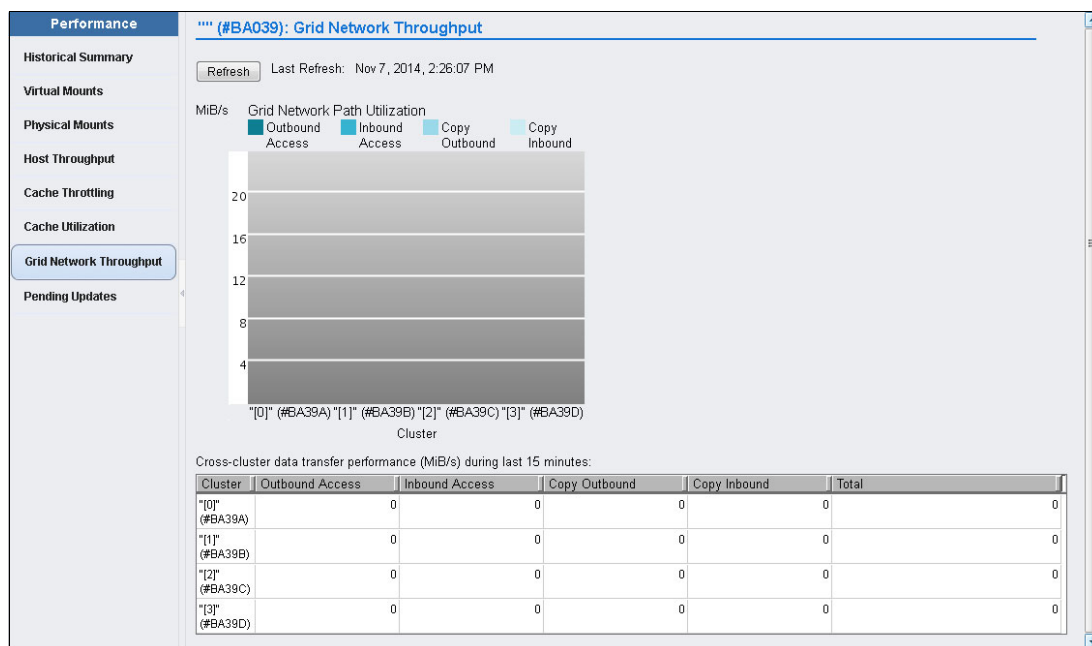 Performance
Historical Summary
Virtual Mounts
Physical Mounts
Host Throughput
Cache Throttling
Cache Utilization
Grid Network Throughput
Pending Updates
"" (#BA039): Grid Network Throughput
Refresh Last Refresh: Nov 7, 2014, 2:26:07 PM
MiB/s Grid Network Path Utilization
Outbound Access Inbound Access Copy Outbound Copy Inbound
20
16
12
8
4
"[0]" (#BA39A) "[1]" (#BA39B) "[2]" (#BA39C) "[3]" (#BA39D)
Cluster
Cross-cluster data transfer performance (MiB/s) during last 15 minutes:
Cluster Outbound Access Inbound Access Copy Outbound Copy Inbound Total
"[0]" (#BA39A) 0 0 0 0 0
"[1]" (#BA39B) 0 0 0 0 0
"[2]" (#BA39C) 0 0 0 0 0
"[3]" (#BA39D) 0 0 0 0 0